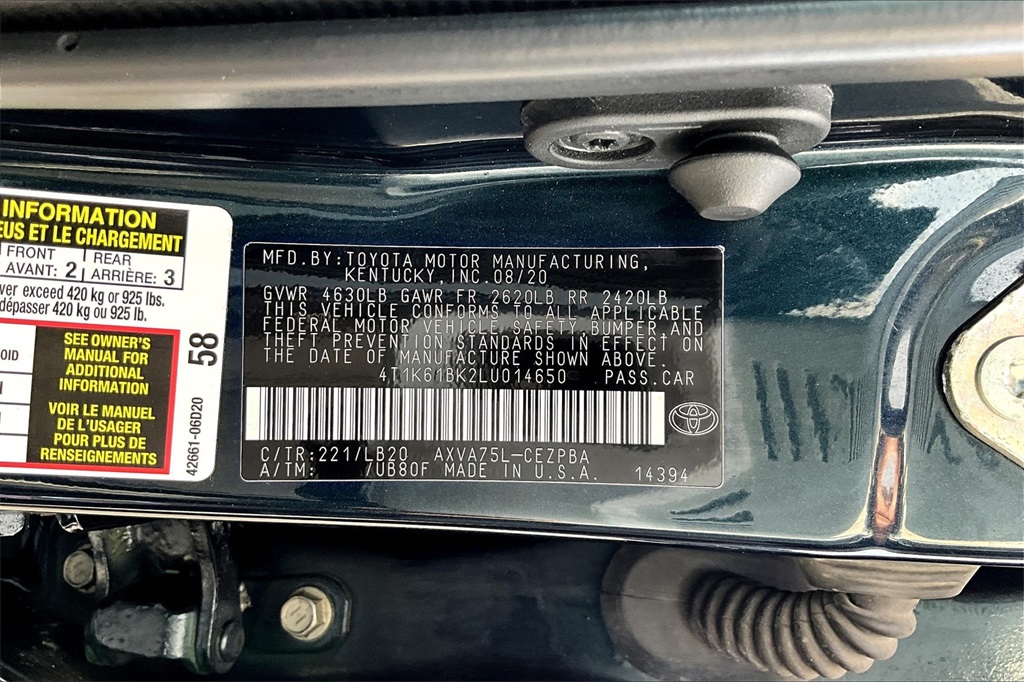 INFORMATION
EUS ET LE CHARGEMENT
FRONT REAR
AVANT: 2 ARRIÈRE: 3
ver exceed 420 kg or 925 lbs.
dépasser 420 kg ou 925 lb.
OID
SEE OWNER'S
MANUAL FOR
ADDITIONAL
INFORMATION
VOIR LE MANUEL
DE L'USAGER
POUR PLUS DE
RENSEIGNEMENTS
58
42661-06D20
MFD.BY:TOYOTA MOTOR MANUFACTURING,
KENTUCKY, INC.08/20
GVWR 4630LB GAWR FR 2620LB RR 2420LB
THIS VEHICLE CONFORMS TO ALL APPLICABLE
FEDERAL MOTOR VEHICLE SAFETY,BUMPER,AND
THEFT PREVENTION STANDARDS IN EFFECT ON
THE DATE OF MANUFACTURE SHOWN ABOVE.
4T1K61BK2LU014650 PASS.CAR
C/TR:221/LB20 AXVA75L-CEZPBA
A/TM: /UB80F MADE IN U.S.A. 14394